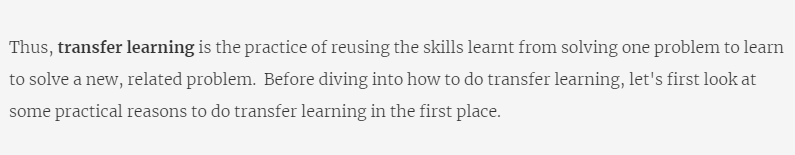 Thus, transfer learning is the practice of reusing the skills learnt from solving one problem to learn
to solve a new, related problem.  Before diving into how to do transfer learning, let's first look at
some practical reasons to do transfer learning in the first place.